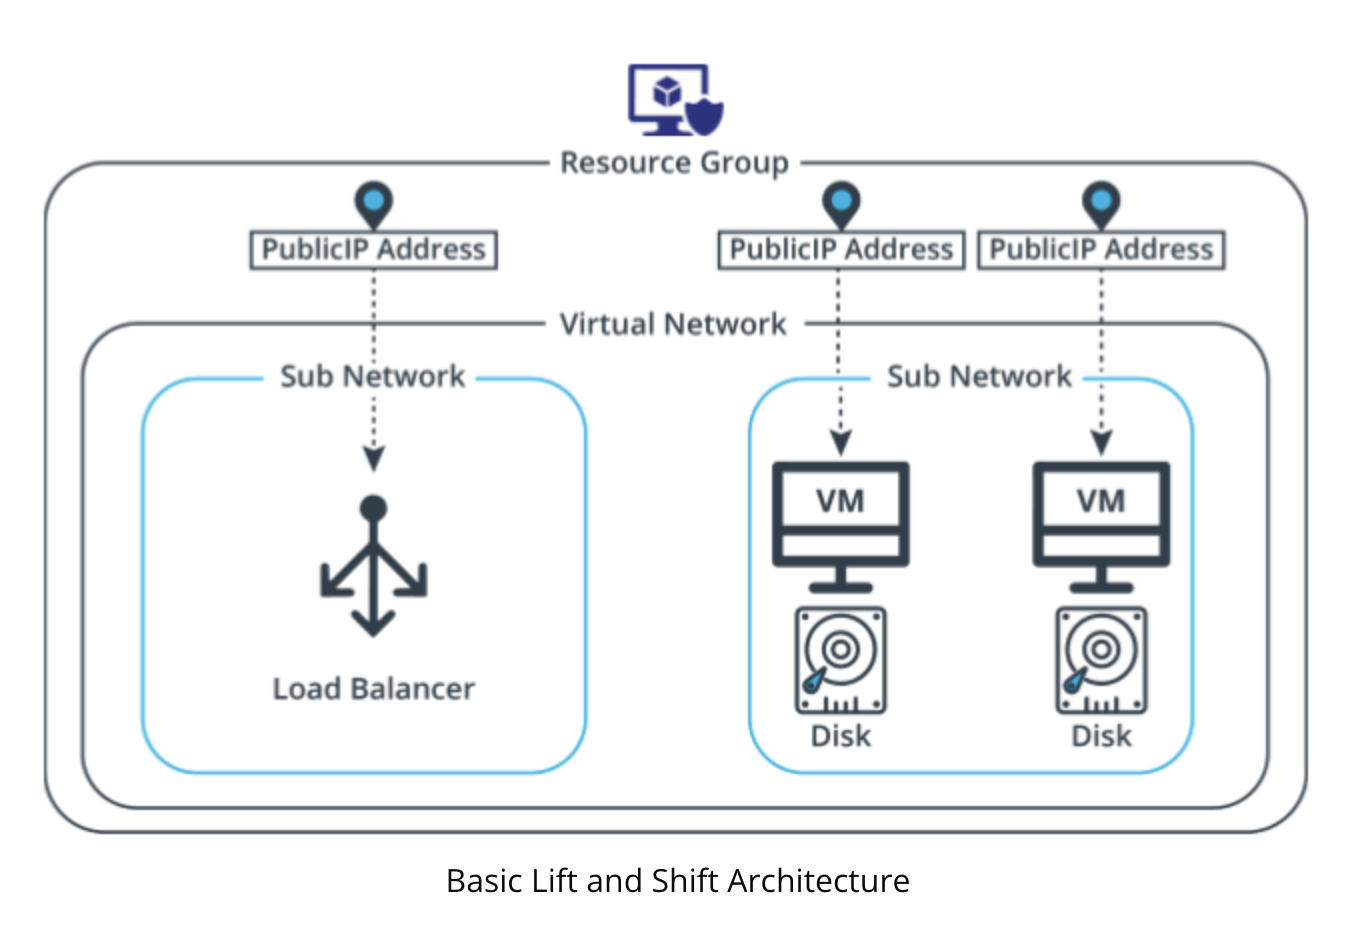 Resource Group
PublicIP Address
PublicIP Address
PublicIP Address
Virtual Network
Sub Network
Sub Network
VM
VM
Load Balancer
Disk
Disk
Basic Lift and Shift Architecture